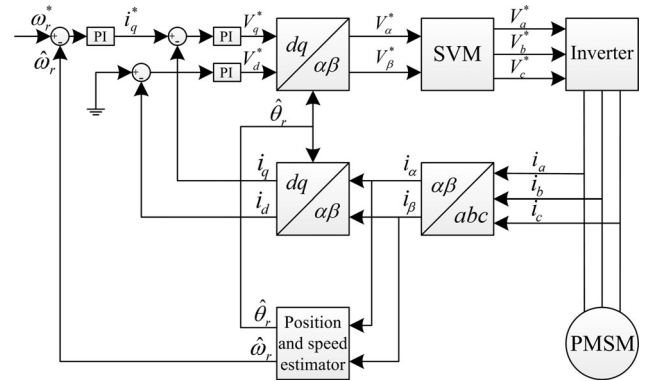 ω_r^* PI i_q^* PI V_q^* dq αβ V_α^* SVM V_a^* Inverter
ω̂_r PI V_d^* V_β^* V_b^*
V_c^*
θ̂_r
i_q dq αβ i_α αβ abc i_a
i_d i_β i_b
i_c
θ̂_r Position
ω̂_r and speed
estimator
PMSM